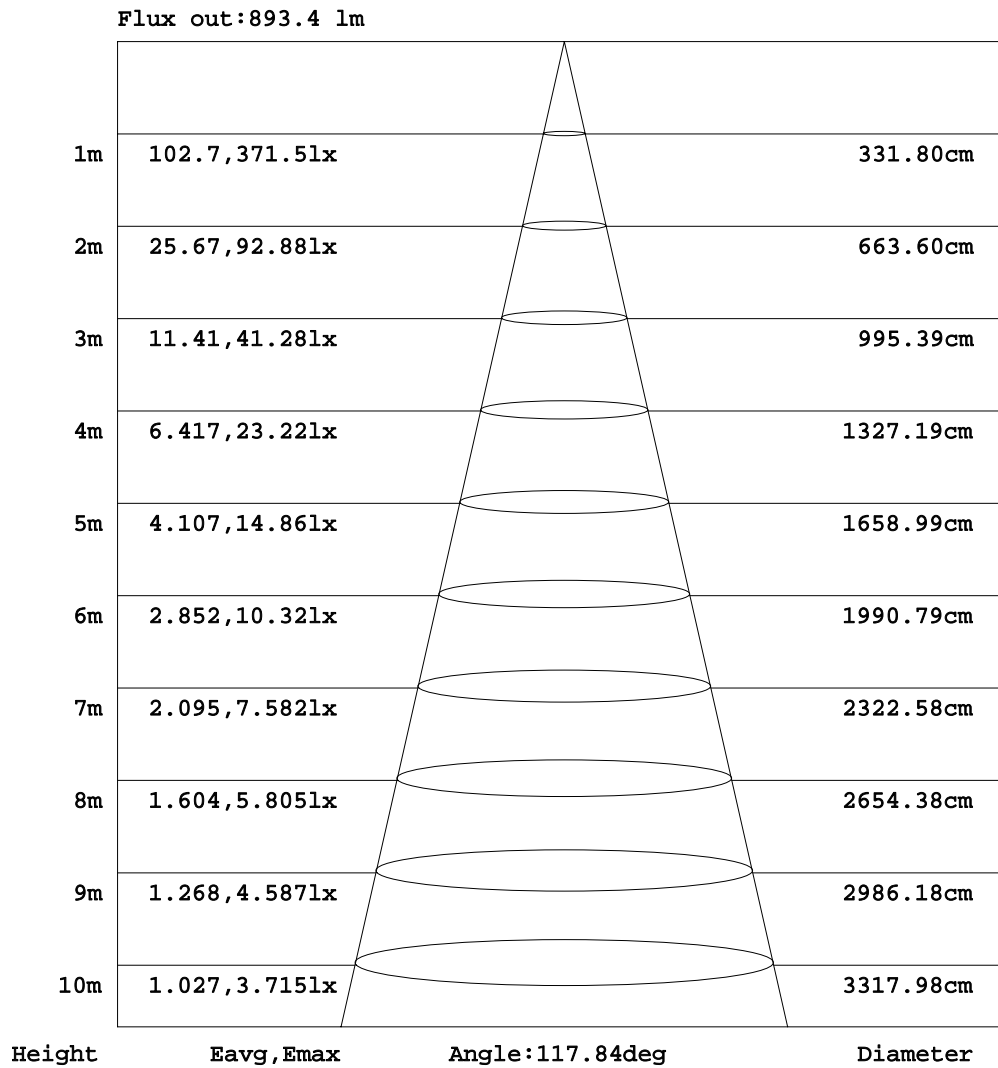 Flux out:893.4 lm
1m 102.7,371.5lx 331.80cm
2m 25.67,92.88lx 663.60cm
3m 11.41,41.28lx 995.39cm
4m 6.417,23.22lx 1327.19cm
5m 4.107,14.86lx 1658.99cm
6m 2.852,10.32lx 1990.79cm
7m 2.095,7.582lx 2322.58cm
8m 1.604,5.805lx 2654.38cm
9m 1.268,4.587lx 2986.18cm
10m 1.027,3.715lx 3317.98cm
Height Eavg,Emax Angle:117.84deg Diameter